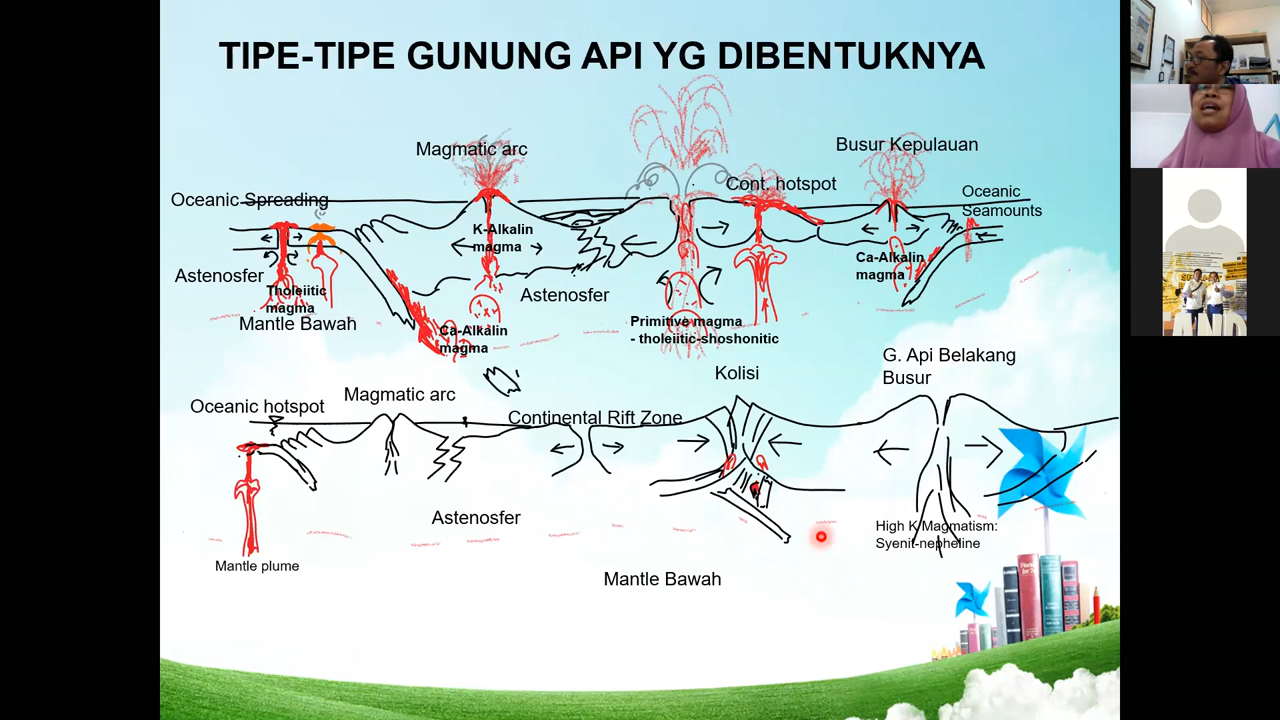 TIPE-TIPE GUNUNG API YG DIBENTUKNYA
Magmatic arc
Busur Kepulauan
Cont. hotspot
Oceanic Spreading
Oceanic
Seamounts
K-Alkalin
magma
Ca-Alkalin
magma
Astenosfer
Tholeiitic
magma
Astenosfer
Mantle Bawah
Ca-Alkalin
magma
Primitive magma
- tholeiitic-shoshonitic
G. Api Belakang
Busur
Kolisi
Magmatic arc
Oceanic hotspot
Continental Rift Zone
Astenosfer
High K Magmatism:
Syenit-nepheline
Mantle plume
Mantle Bawah
AND